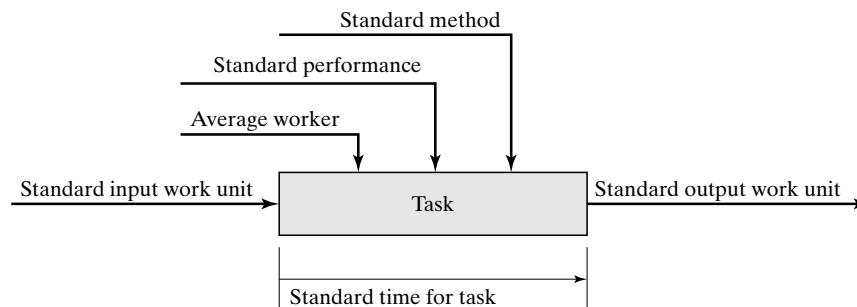 Standard method
Standard performance
Average worker
Standard input work unit
Task
Standard output work unit
Standard time for task